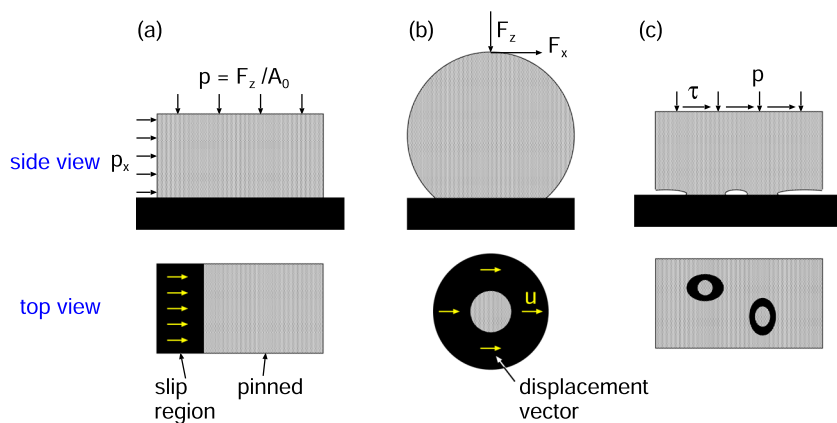 (a)
(b)
(c)
p = F_z /A_0
F_z
F_x
p
τ
side view
p_x
top view
u
slip
region
pinned
displacement
vector